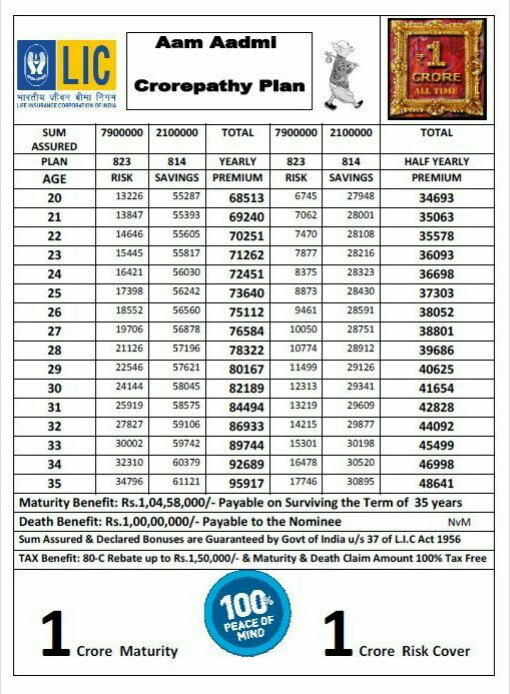 LIC
भारतीय जीवन बीमा निगम
LIFE INSURANCE CORPORATION OF INDIA
Aam Aadmi
Crorepathy Plan
₹1
CRORE
ALL TIME
SUM ASSURED 7900000 2100000 TOTAL 7900000 2100000 TOTAL
PLAN 823 814 YEARLY 823 814 HALF YEARLY
AGE RISK SAVINGS PREMIUM RISK SAVINGS PREMIUM
20 13226 55287 68513 6745 27948 34693
21 13847 55393 69240 7062 28001 35063
22 14646 55605 70251 7470 28108 35578
23 15445 55817 71262 7877 28216 36093
24 16421 56030 72451 8375 28323 36698
25 17398 56242 73640 8873 28430 37303
26 18552 56560 75112 9461 28591 38052
27 19706 56878 76584 10050 28751 38801
28 21126 57196 78322 10774 28912 39686
29 22546 57621 80167 11499 29126 40625
30 24144 58045 82189 12313 29341 41654
31 25919 58575 84494 13219 29609 42828
32 27827 59106 86933 14215 29877 44092
33 30002 59742 89744 15301 30198 45499
34 32310 60379 92689 16478 30520 46998
35 34796 61121 95917 17746 30895 48641
Maturity Benefit: Rs.1,04,58,000/- Payable on Surviving the Term of 35 years
Death Benefit: Rs.1,00,00,000/- Payable to the Nominee NvM
Sum Assured & Declared Bonuses are Guaranteed by Govt of India u/s 37 of L.I.C Act 1956
TAX Benefit: 80-C Rebate up to Rs.1,50,000/- & Maturity & Death Claim Amount 100% Tax Free
1 Crore Maturity
100%
PEACE OF
MIND
1 Crore Risk Cover